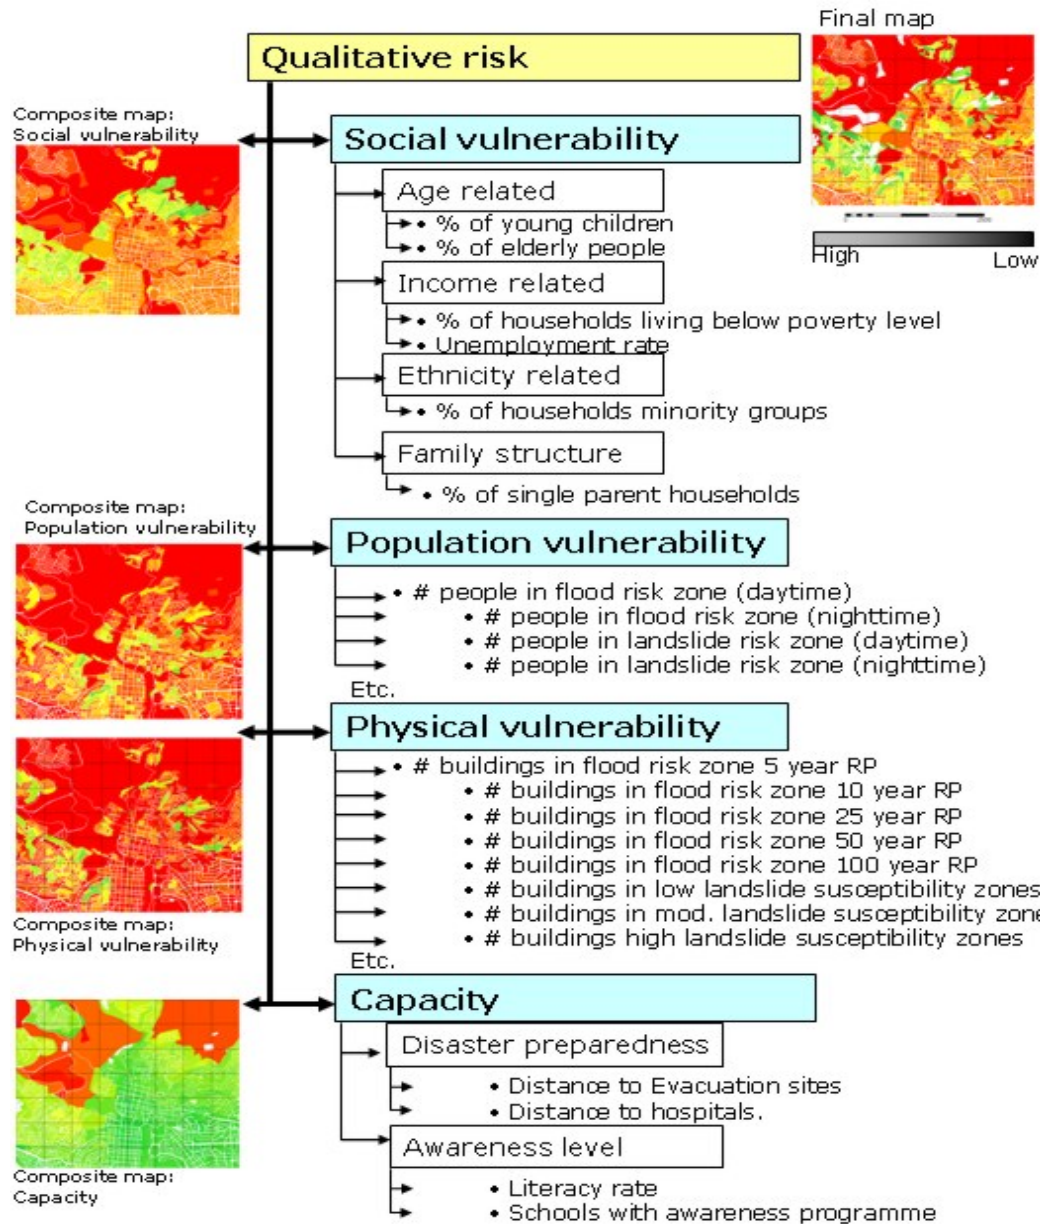 Final map
Qualitative risk
Composite map:
Social vulnerability
Social vulnerability
Age related
• % of young children
• % of elderly people
High
Low
Income related
• % of households living below poverty level
• Unemployment rate
Ethnicity related
• % of households minority groups
Family structure
• % of single parent households
Composite map:
Population vulnerability
Population vulnerability
• # people in flood risk zone (daytime)
• # people in flood risk zone (nighttime)
• # people in landslide risk zone (daytime)
• # people in landslide risk zone (nighttime)
Etc.
Physical vulnerability
• # buildings in flood risk zone 5 year RP
• # buildings in flood risk zone 10 year RP
• # buildings in flood risk zone 25 year RP
• # buildings in flood risk zone 50 year RP
• # buildings in flood risk zone 100 year RP
• # buildings in low landslide susceptibility zones
• # buildings in mod. landslide susceptibility zone
• # buildings high landslide susceptibility zones
Composite map:
Physical vulnerability
Etc.
Capacity
Disaster preparedness
• Distance to Evacuation sites
• Distance to hospitals.
Awareness level
Composite map:
Capacity
• Literacy rate
• Schools with awareness programme